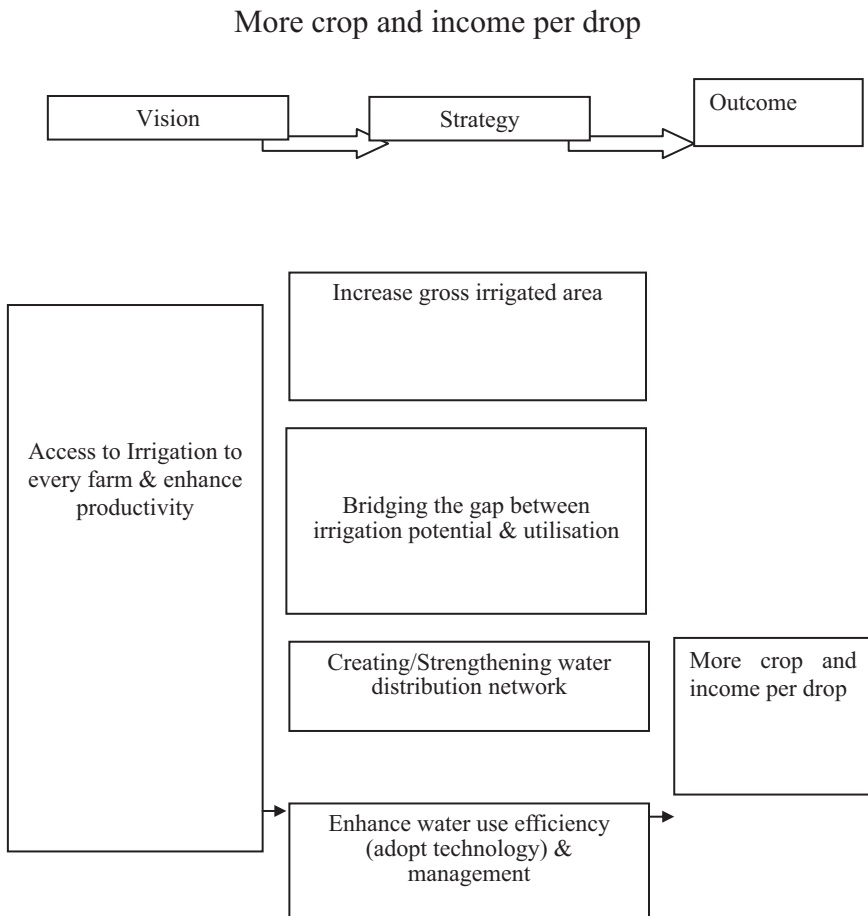 More crop and income per drop
Vision
Strategy
Outcome
Increase gross irrigated area
Access to Irrigation to
every farm & enhance
productivity
Bridging the gap between
irrigation potential & utilisation
Creating/Strengthening water
distribution network
More crop and
income per drop
Enhance water use efficiency
(adopt technology) &
management